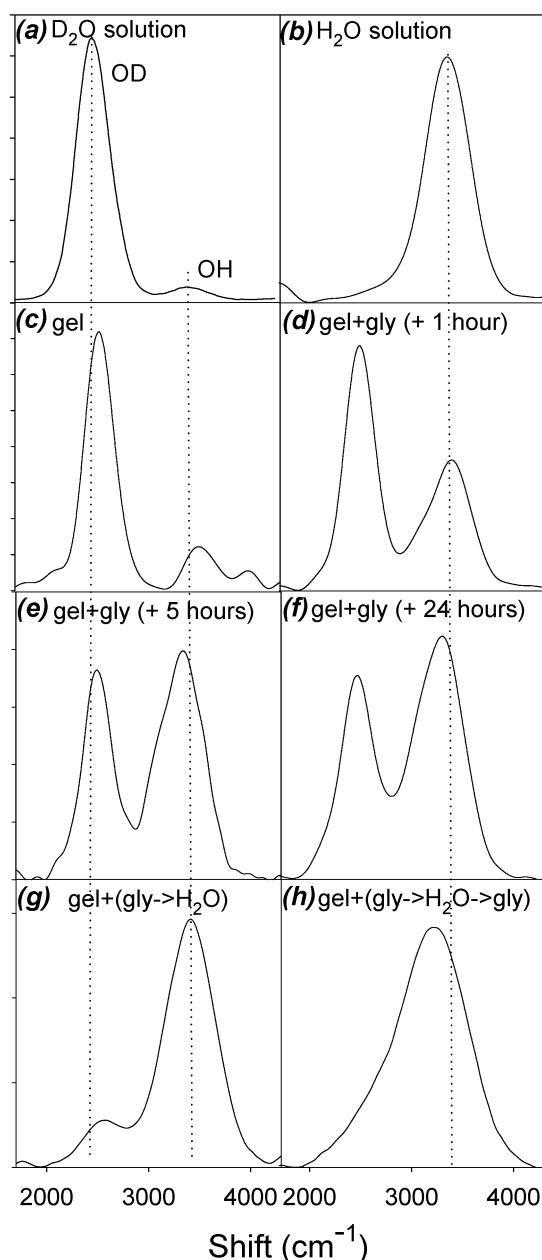 (a) D₂O solution
(b) H₂O solution
OD
OH
(c) gel
(d) gel+gly (+ 1 hour)
(e) gel+gly (+ 5 hours)
(f) gel+gly (+ 24 hours)
(g) gel+(gly->H₂O)
(h) gel+(gly->H₂O->gly)
2000 3000 4000 2000 3000 4000
Shift (cm⁻¹)